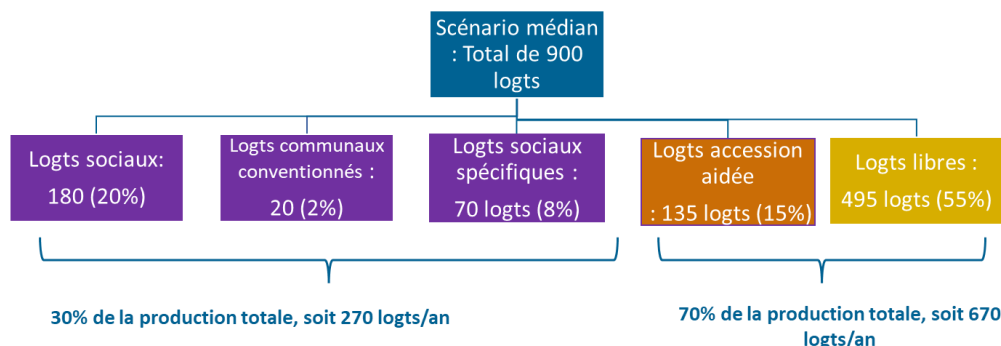 Scénario médian
: Total de 900
logts
Logts sociaux:
180 (20%)
Logts communaux
conventionnés :
20 (2%)
Logts sociaux
spécifiques :
70 logts (8%)
Logts accession
aidée
: 135 logts (15%)
Logts libres :
495 logts (55%)
30% de la production totale, soit 270 logts/an
70% de la production totale, soit 670
logts/an